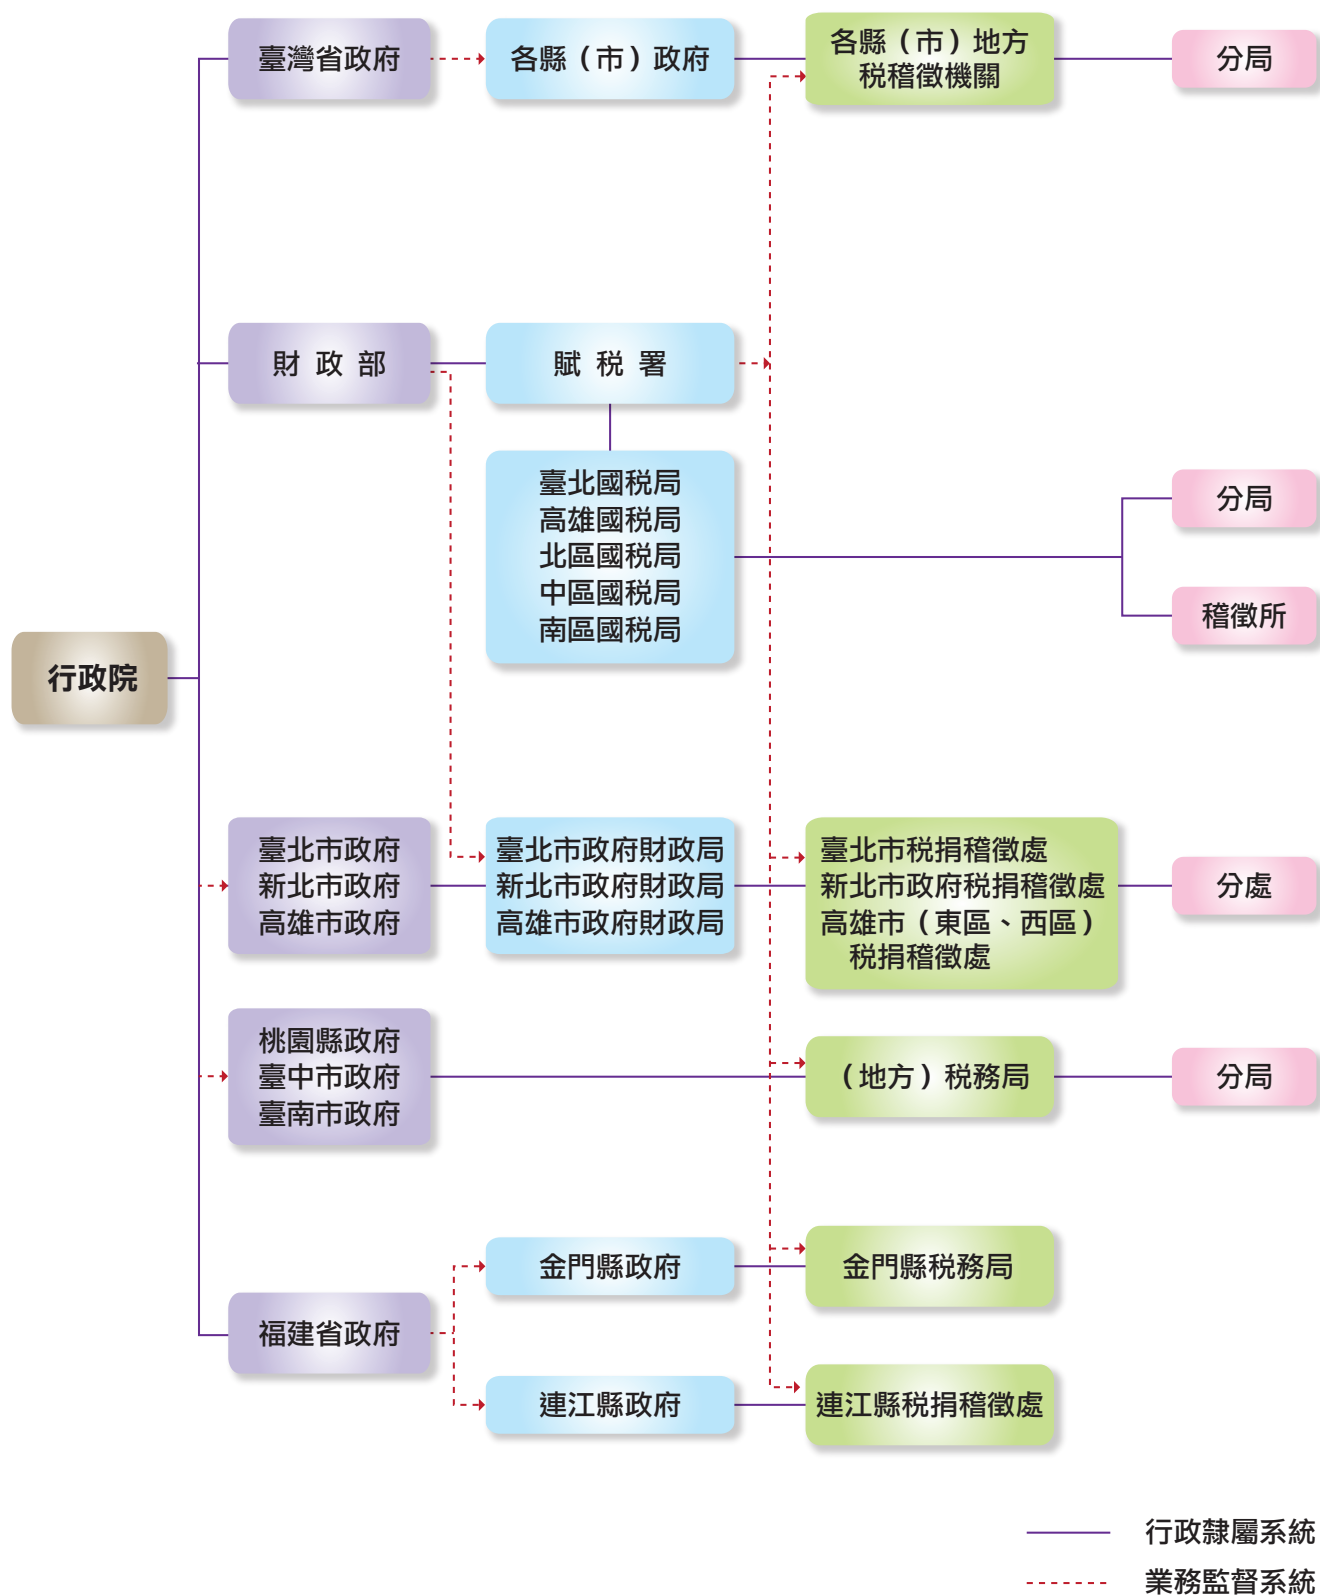 臺灣省政府
各縣（市）政府
各縣（市）地方
稅稽徵機關
分局
財政部
賦稅署
臺北國稅局
高雄國稅局
北區國稅局
中區國稅局
南區國稅局
分局
稽徵所
行政院
臺北市政府
新北市政府
高雄市政府
臺北市政府財政局
新北市政府財政局
高雄市政府財政局
臺北市稅捐稽徵處
新北市政府稅捐稽徵處
高雄市（東區、西區）
稅捐稽徵處
分處
桃園縣政府
臺中市政府
臺南市政府
（地方）稅務局
分局
福建省政府
金門縣政府
金門縣稅務局
連江縣政府
連江縣稅捐稽徵處
行政隸屬系統
業務監督系統